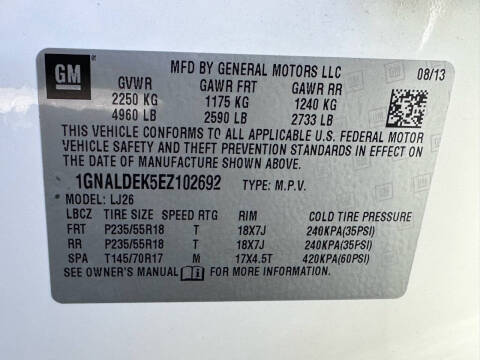 GM
MFD BY GENERAL MOTORS LLC 08/13
GVWR GAWR FRT GAWR RR
2250 KG 1175 KG 1240 KG
4960 LB 2590 LB 2733 LB
THIS VEHICLE CONFORMS TO ALL APPLICABLE U.S. FEDERAL MOTOR
VEHICLE SAFETY AND THEFT PREVENTION STANDARDS IN EFFECT ON
THE DATE OF MANUFACTURE SHOWN ABOVE.
1GNALDEK5EZ102692 TYPE: M.P.V.
MODEL: LJ26
LBCZ TIRE SIZE SPEED RTG RIM COLD TIRE PRESSURE
FRT P235/55R18 T 18X7J 240KPA(35PSI)
RR P235/55R18 T 18X7J 240KPA(35PSI)
SPA T145/70R17 M 17X4.5T 420KPA(60PSI)
SEE OWNER'S MANUAL FOR MORE INFORMATION.